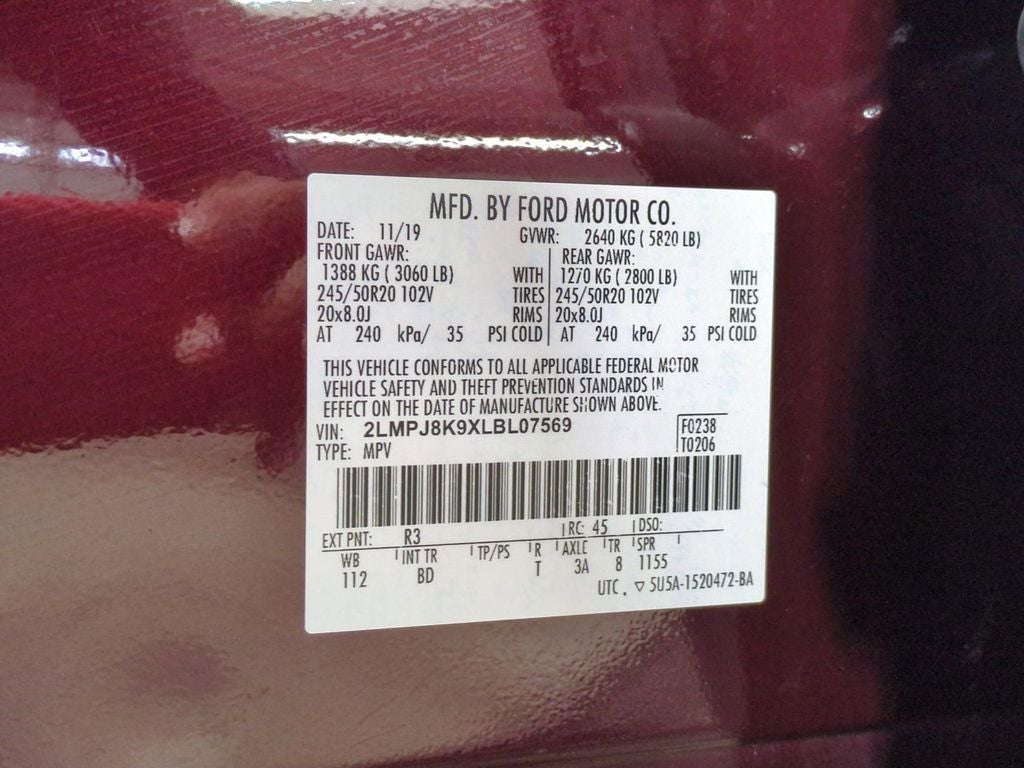 MFD. BY FORD MOTOR CO.
DATE: 11/19 GVWR: 2640 KG ( 5820 LB)
FRONT GAWR: REAR GAWR:
1388 KG ( 3060 LB) WITH 1270 KG ( 2800 LB) WITH
245/50R20 102V TIRES 245/50R20 102V TIRES
20x8.0J RIMS 20x8.0J RIMS
AT 240 kPa/ 35 PSI COLD AT 240 kPa/ 35 PSI COLD
THIS VEHICLE CONFORMS TO ALL APPLICABLE FEDERAL MOTOR
VEHICLE SAFETY AND THEFT PREVENTION STANDARDS IN
EFFECT ON THE DATE OF MANUFACTURE SHOWN ABOVE.
VIN: 2LMPJ8K9XLBL07569 F0238
TYPE: MPV T0206
EXT PNT: R3 RC: 45 DSO:
WB INT TR TP/PS R AXLE TR SPR
112 BD T 3A 8 1155
UTC. ▽ 5U5A-1520472-BA